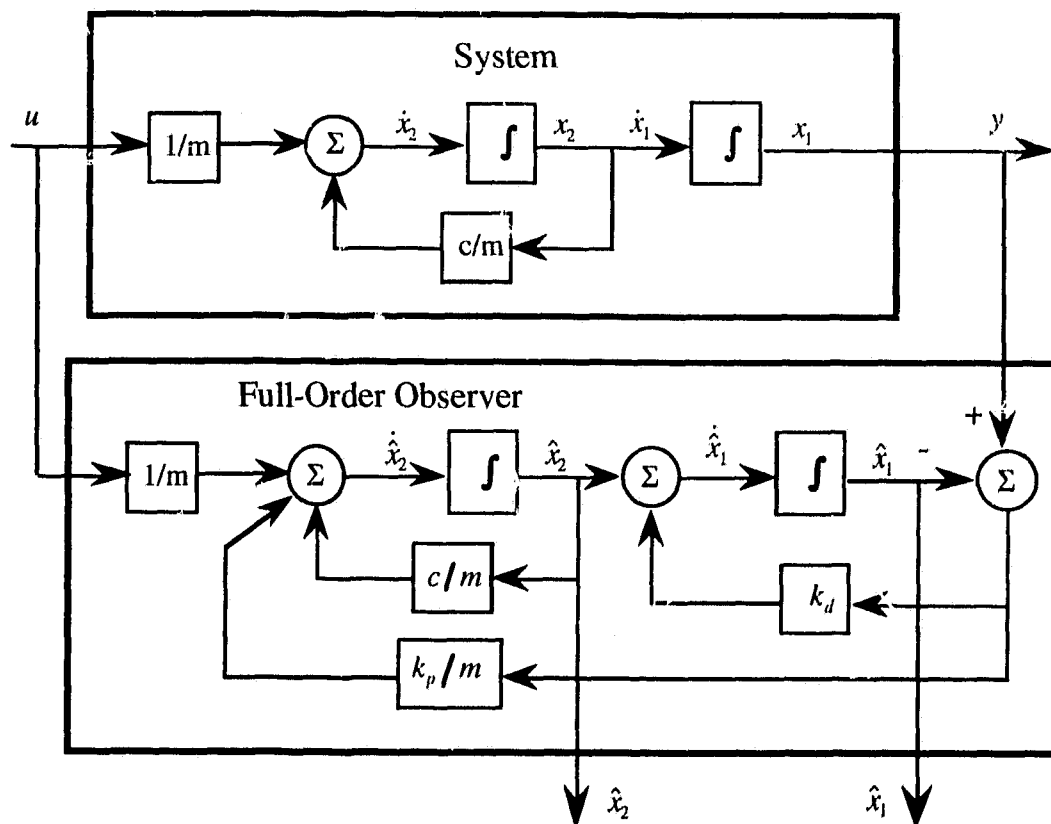 System
u
1/m
Σ
ẋ₂
∫
x₂
ẋ₁
∫
x₁
y
c/m
Full-Order Observer
+
1/m
Σ
x̂̇₂
∫
x̂₂
Σ
x̂̇₁
∫
x̂₁
-
Σ
c/m
k_d
k_p/m
x̂₂
x̂₁